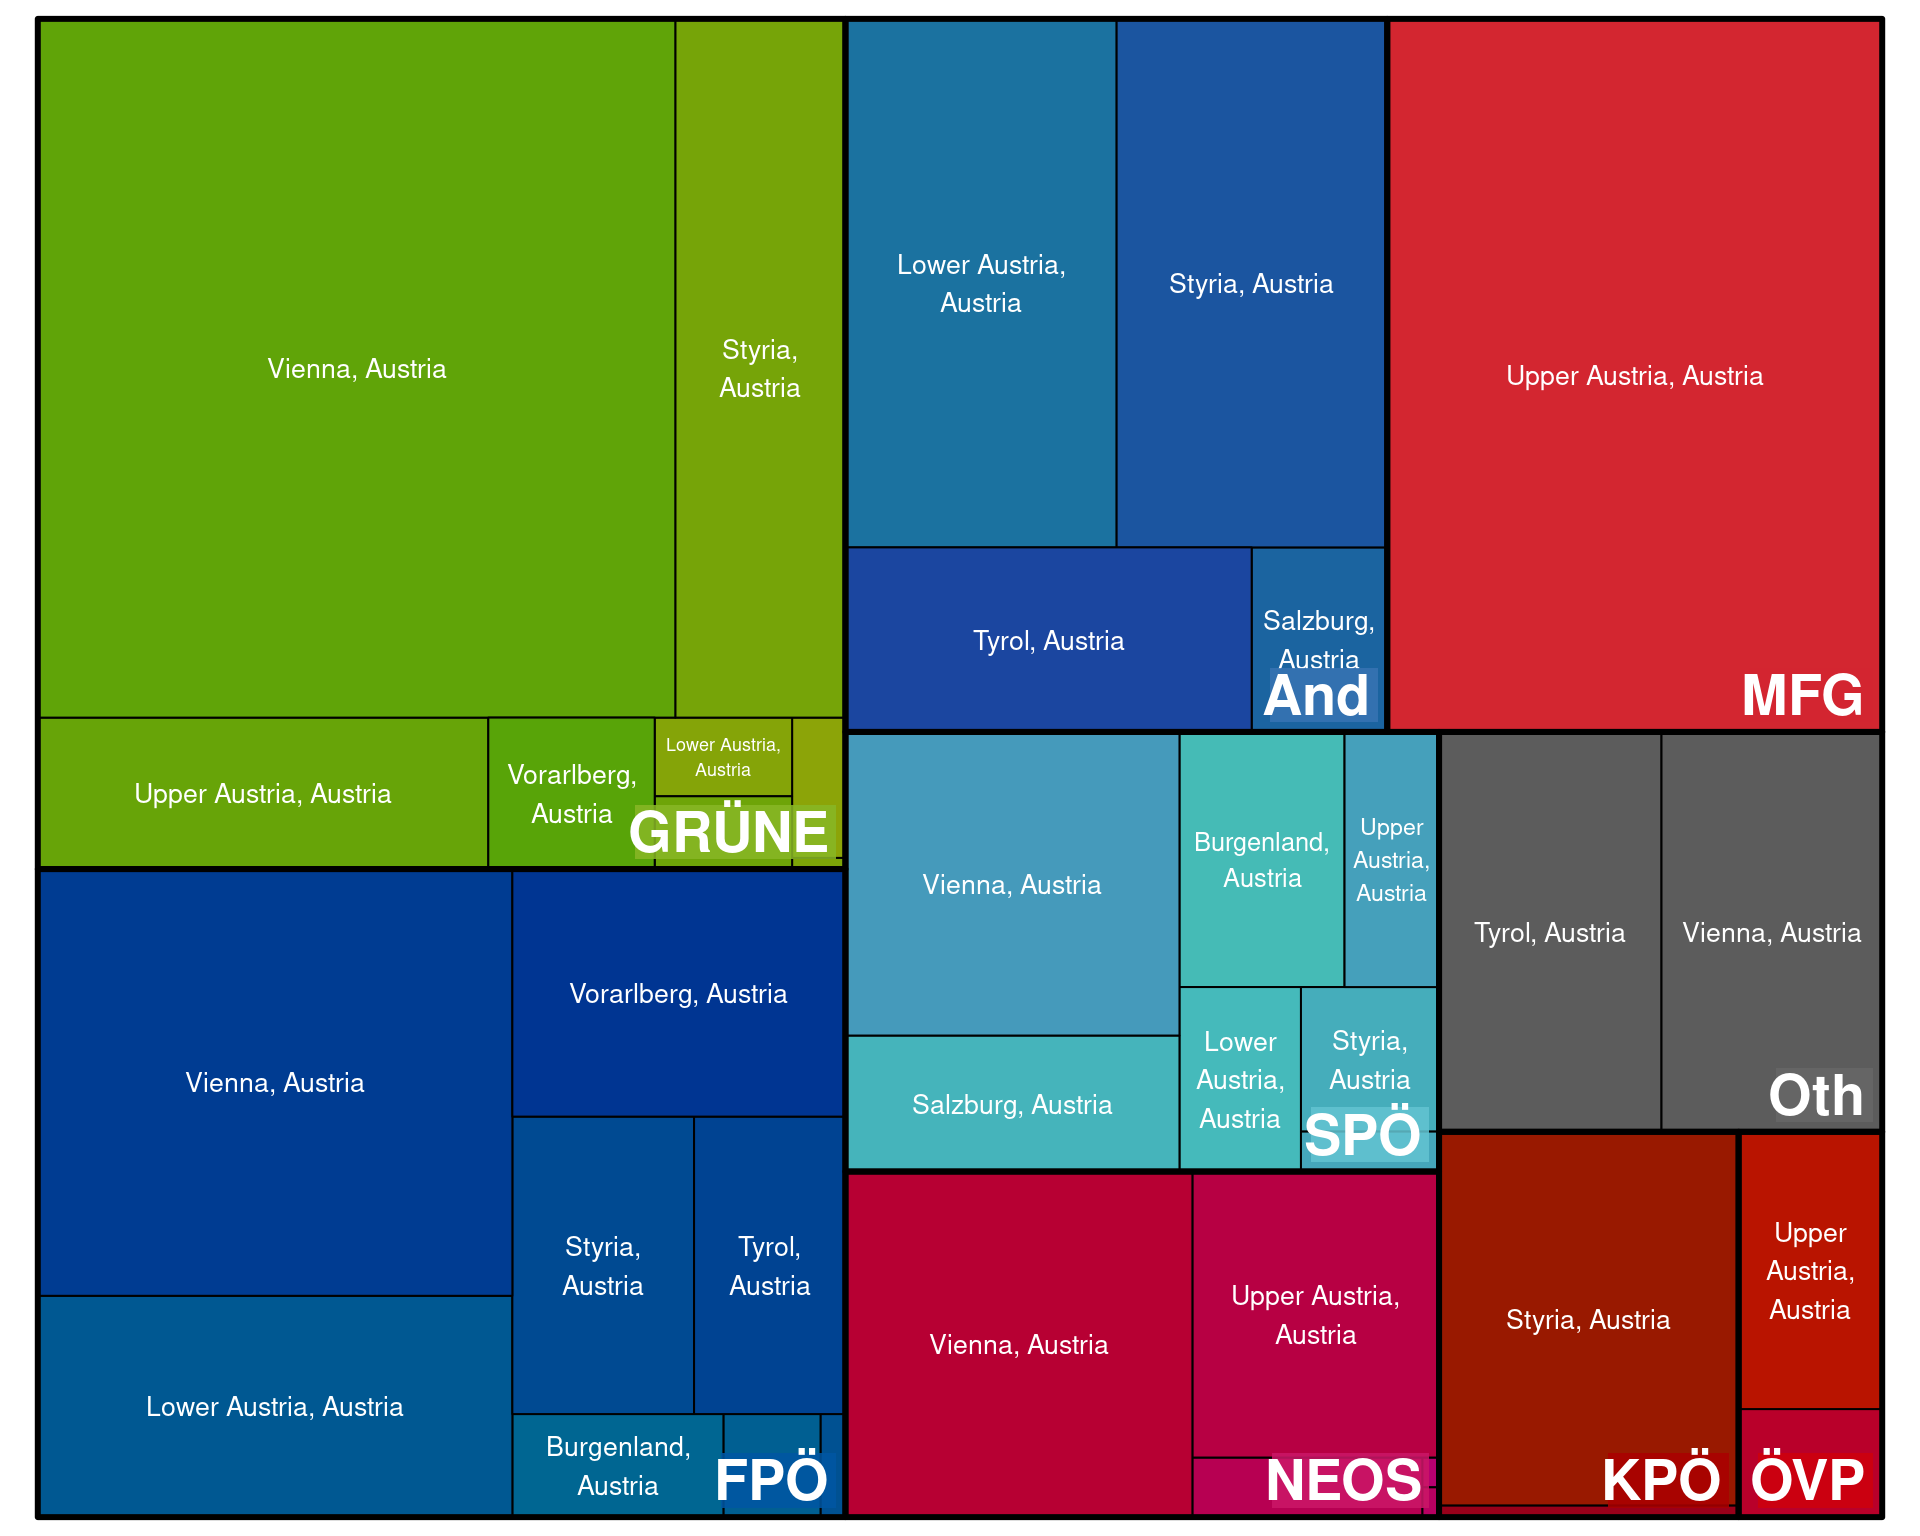 Vienna, Austria
Styria,
Austria
Upper Austria, Austria
Vorarlberg,
Austria
Lower Austria,
Austria
GRÜNE
Vienna, Austria
Vorarlberg, Austria
Styria,
Austria
Tyrol,
Austria
Lower Austria, Austria
Burgenland,
Austria
FPÖ
Lower Austria,
Austria
Styria, Austria
Tyrol, Austria
Salzburg,
Austria
And
Upper Austria, Austria
MFG
Vienna, Austria
Burgenland,
Austria
Upper
Austria,
Austria
Salzburg, Austria
Lower
Austria,
Austria
Styria,
Austria
SPÖ
Tyrol, Austria
Vienna, Austria
Oth
Vienna, Austria
Upper Austria,
Austria
NEOS
Styria, Austria
KPÖ
Upper
Austria,
Austria
ÖVP